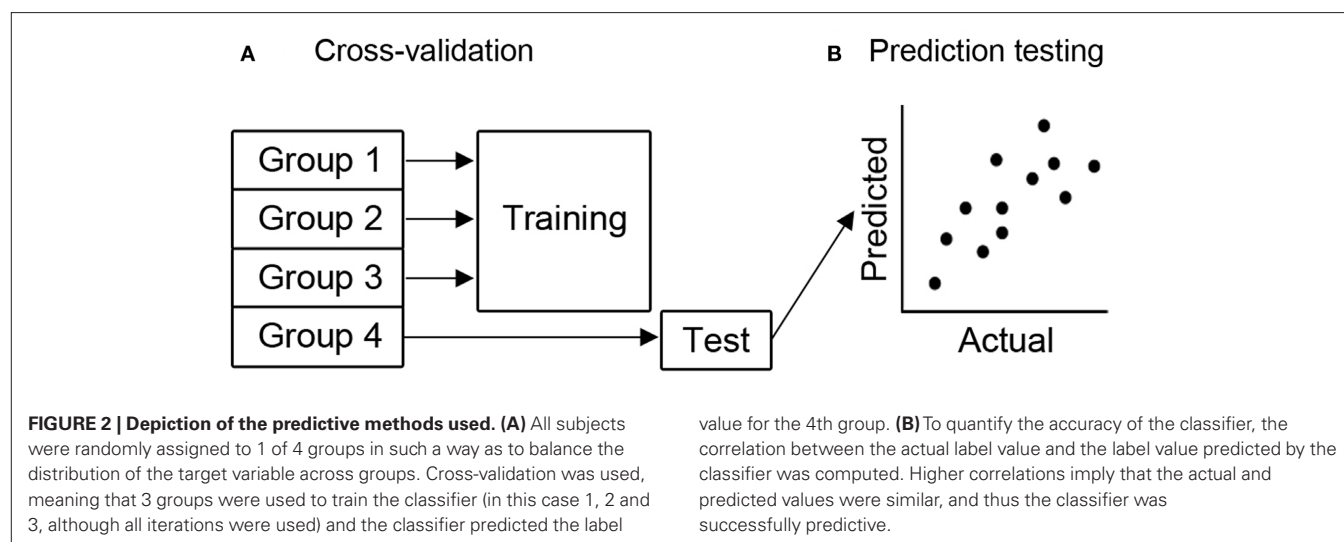 A Cross-validation
Group 1
Group 2
Group 3
Group 4
Training
Test
B Prediction testing
Predicted
Actual
FIGURE 2 | Depiction of the predictive methods used. (A) All subjects
were randomly assigned to 1 of 4 groups in such a way as to balance the
distribution of the target variable across groups. Cross-validation was used,
meaning that 3 groups were used to train the classifier (in this case 1, 2 and
3, although all iterations were used) and the classifier predicted the label
value for the 4th group. (B) To quantify the accuracy of the classifier, the
correlation between the actual label value and the label value predicted by the
classifier was computed. Higher correlations imply that the actual and
predicted values were similar, and thus the classifier was
successfully predictive.